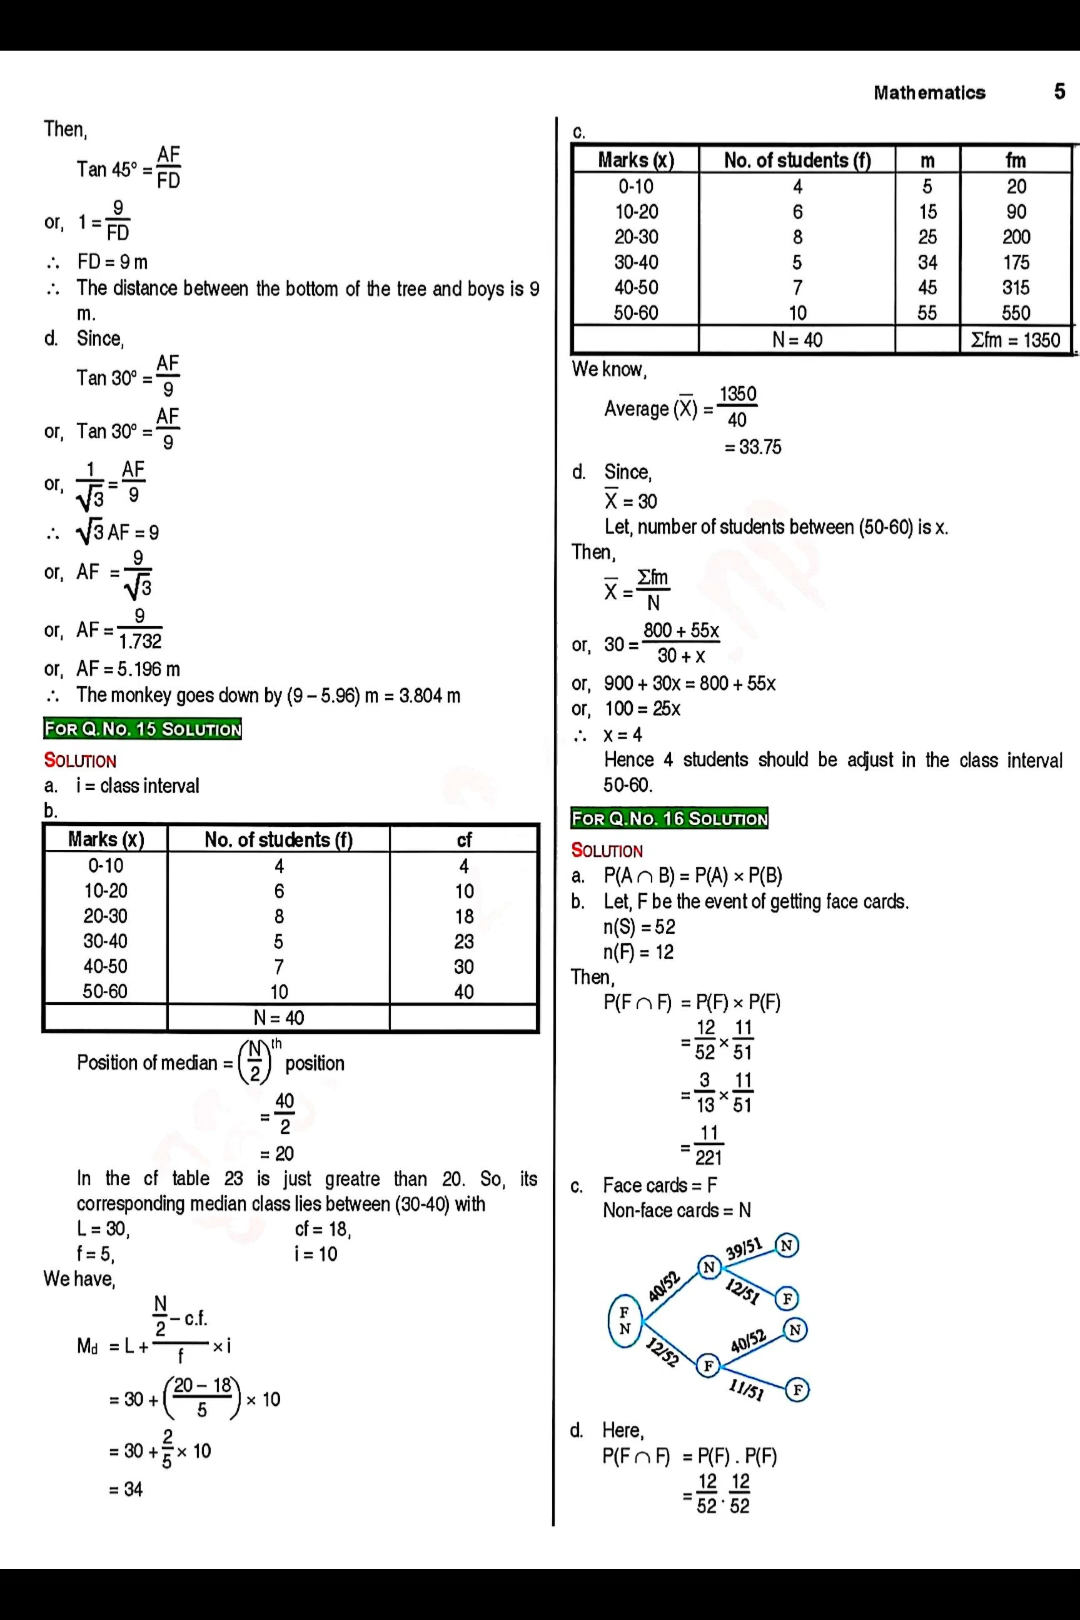 Mathematics 5
Then,
Tan 45° = AF/FD
or, 1 = 9/FD
∴ FD = 9 m
∴ The distance between the bottom of the tree and boys is 9
m.
d. Since,
Tan 30° = AF/9
or, Tan 30° = AF/9
or, 1/√3 = AF/9
∴ √3 AF = 9
or, AF = 9/√3
or, AF = 9/1.732
or, AF = 5.196 m
∴ The monkey goes down by (9 – 5.96) m = 3.804 m
FOR Q.NO. 15 SOLUTION
SOLUTION
a. i = class interval
b.
Marks (x) No. of students (f) cf
0-10 4 4
10-20 6 10
20-30 8 18
30-40 5 23
40-50 7 30
50-60 10 40
N = 40
Position of median = (N/2)th position
= 40/2
= 20
In the cf table 23 is just greatre than 20. So, its
corresponding median class lies between (30-40) with
L = 30, cf = 18,
f = 5, i = 10
We have,
Md = L + (N/2 – c.f.)/f × i
= 30 + ((20 – 18)/5) × 10
= 30 + 2/5 × 10
= 34
c.
Marks (x) No. of students (f) m fm
0-10 4 5 20
10-20 6 15 90
20-30 8 25 200
30-40 5 34 175
40-50 7 45 315
50-60 10 55 550
N = 40 Σfm = 1350
We know,
Average (X̄) = 1350/40
= 33.75
d. Since,
X̄ = 30
Let, number of students between (50-60) is x.
Then,
X̄ = Σfm/N
or, 30 = (800 + 55x)/(30 + x)
or, 900 + 30x = 800 + 55x
or, 100 = 25x
∴ x = 4
Hence 4 students should be adjust in the class interval
50-60.
FOR Q.NO. 16 SOLUTION
SOLUTION
a. P(A ∩ B) = P(A) × P(B)
b. Let, F be the event of getting face cards.
n(S) = 52
n(F) = 12
Then,
P(F ∩ F) = P(F) × P(F)
= 12/52 × 11/51
= 3/13 × 11/51
= 11/221
c. Face cards = F
Non-face cards = N
39/51 N
40/52 N
12/51 F
F
N
40/52 N
12/52 F
11/51 F
d. Here,
P(F ∩ F) = P(F) . P(F)
= 12/52 . 12/52